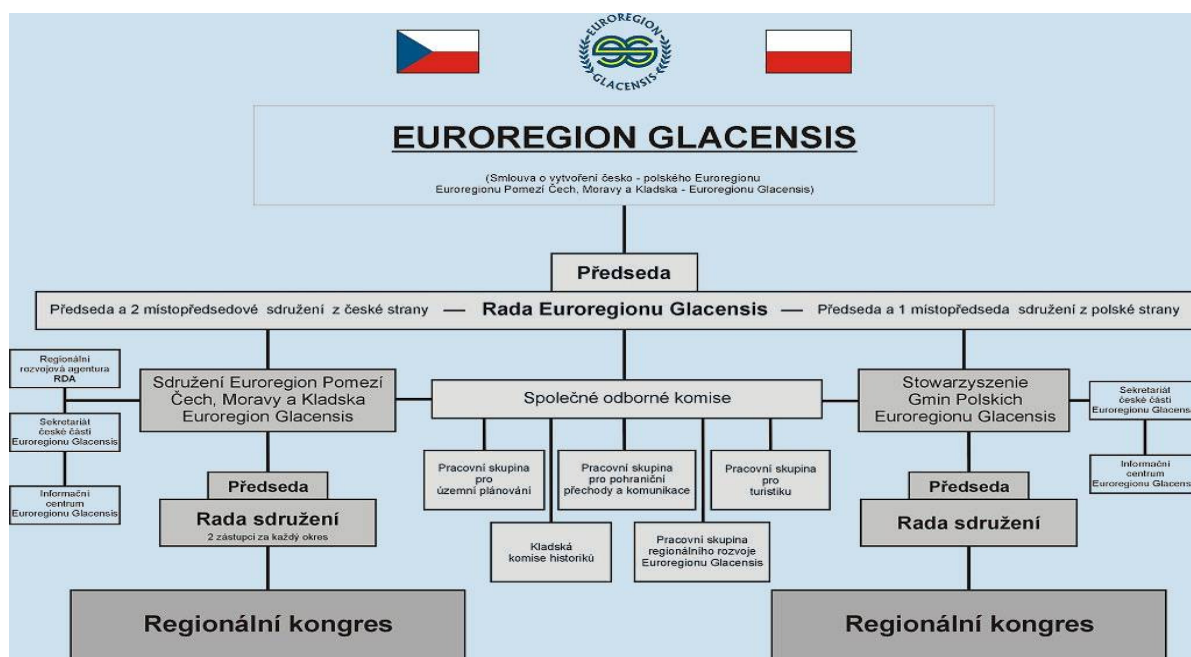 EUROREGION
GLACENSIS
EUROREGION GLACENSIS
(Smlouva o vytvoření česko - polského Euroregionu
Euroregionu Pomezí Čech, Moravy a Kladska - Euroregionu Glacensis)
Předseda
Předseda a 2 místopředsedové sdružení z české strany — Rada Euroregionu Glacensis — Předseda a 1 místopředseda sdružení z polské strany
Regionální
rozvojová agentura
RDA
Sekretariát
české části
Euroregionu Glacensis
Informační
centrum
Euroregionu Glacensis
Sdružení Euroregion Pomezí
Čech, Moravy a Kladska
Euroregion Glacensis
Předseda
Rada sdružení
2 zástupci za každý okres
Regionální kongres
Společné odborné komise
Pracovní skupina
pro
územní plánování
Pracovní skupina
pro pohraniční
přechody a komunikace
Pracovní skupina
pro
turistiku
Kladská
komise historiků
Pracovní skupina
regionálního rozvoje
Euroregionu Glacensis
Stowarzyszenie
Gmin Polskich
Euroregionu Glacensis
Předseda
Rada sdružení
Regionální kongres
Sekretariát
české části
Euroregionu Glacens
Informační
centrum
Euroregionu Glacensi